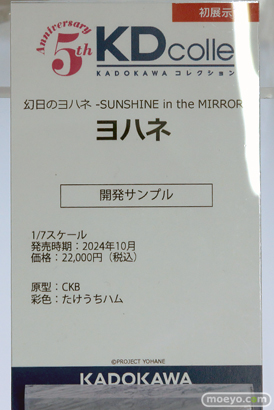 初展示
Anniversary
5th
KDcolle
KADOKAWA コレクション
幻日のヨハネ -SUNSHINE in the MIRROR
ヨハネ
開発サンプル
1/7スケール
発売時期：2024年10月
価格：22,000円（税込）
原型：CKB
彩色：たけうちハム
©PROJECT YOHANE
KADOKAWA
moeyo.com